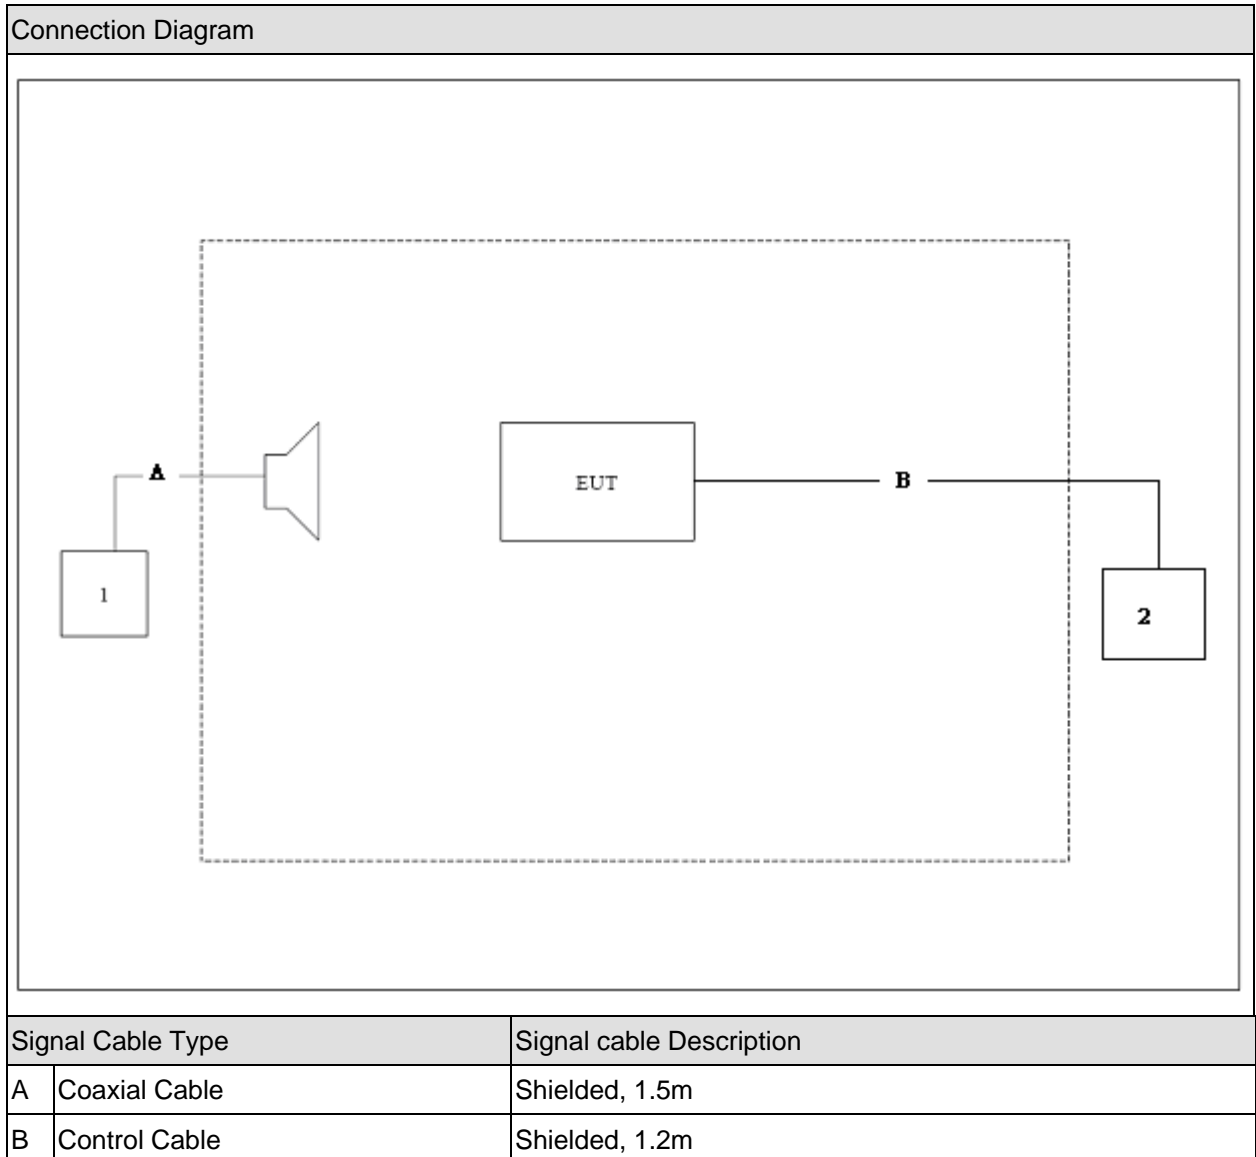 Connection Diagram
A
EUT
B
1
2
Signal Cable Type Signal cable Description
A Coaxial Cable Shielded, 1.5m
B Control Cable Shielded, 1.2m